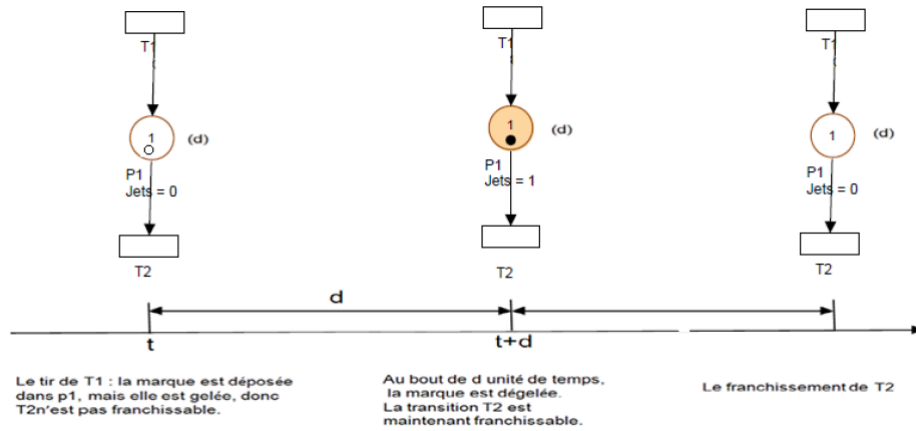 T1
T1
T1
1
(d)
1
(d)
1
(d)
P1
Jets = 0
P1
Jets = 1
P1
Jets = 0
T2
T2
T2
d
t
t+d
Le tir de T1 : la marque est déposée
dans p1, mais elle est gelée, donc
T2n'est pas franchissable.
Au bout de d unité de temps,
la marque est dégelée.
La transition T2 est
maintenant franchissable.
Le franchissement de T2